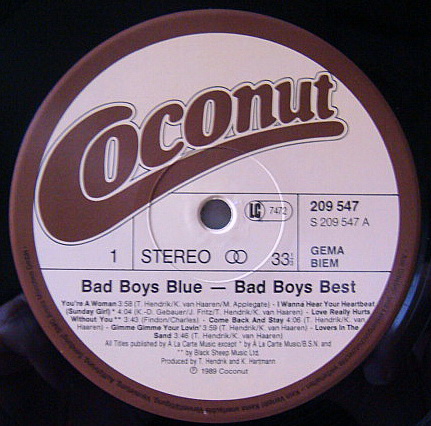 Coconut
LC 7472
209 547
S 209 547 A
1
STEREO
33⅓
GEMA
BIEM
Bad Boys Blue — Bad Boys Best
You're A Woman 3:58 (T. Hendrik/K. van Haaren/M. Applegate) - I Wanna Hear Your Heartbeat
(Sunday Girl) * 4:04 (K.-D. Gebauer/J. Fritz/T. Hendrik/K. van Haaren) - Love Really Hurts
Without You ** 3:43 (Findon/Charles) - Come Back And Stay 4:06 (T. Hendrik/K. van
Haaren) - Gimme Gimme Your Lovin' 3:59 (T. Hendrik/K. van Haaren) - Lovers In The
Sand 3:46 (T. Hendrik/K. van Haaren)
All Titles published by À La Carte Music except * by À La Carte Music/B.S.N. and
** by Black Sheep Music Ltd.
Produced by T. Hendrik and K. Hartmann
℗ 1989 Coconut